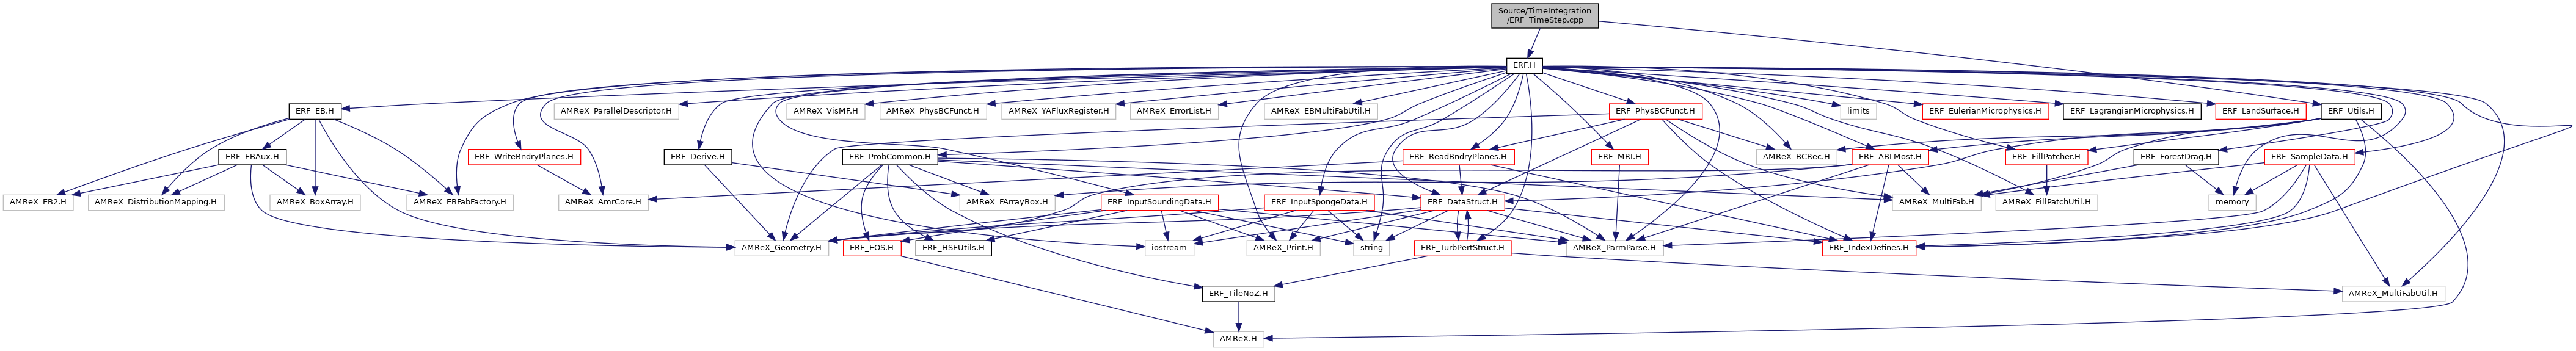 Source/TimeIntegration
/ERF_TimeStep.cpp
ERF.H
ERF_EB.H
AMReX_ParallelDescriptor.H
AMReX_VisMF.H
AMReX_PhysBCFunct.H
AMReX_YAFluxRegister.H
AMReX_ErrorList.H
AMReX_EBMultiFabUtil.H
ERF_PhysBCFunct.H
limits
ERF_EulerianMicrophysics.H
ERF_LagrangianMicrophysics.H
ERF_LandSurface.H
ERF_Utils.H
ERF_EBAux.H
ERF_WriteBndryPlanes.H
ERF_Derive.H
ERF_ProbCommon.H
ERF_ReadBndryPlanes.H
ERF_MRI.H
AMReX_BCRec.H
ERF_ABLMost.H
ERF_FillPatcher.H
ERF_ForestDrag.H
ERF_SampleData.H
AMReX_EB2.H
AMReX_DistributionMapping.H
AMReX_BoxArray.H
AMReX_EBFabFactory.H
AMReX_AmrCore.H
AMReX_FArrayBox.H
ERF_InputSoundingData.H
ERF_InputSpongeData.H
ERF_DataStruct.H
AMReX_MultiFab.H
AMReX_FillPatchUtil.H
memory
AMReX_Geometry.H
ERF_EOS.H
ERF_HSEUtils.H
iostream
AMReX_Print.H
string
ERF_TurbPertStruct.H
AMReX_ParmParse.H
ERF_IndexDefines.H
ERF_TileNoZ.H
AMReX_MultiFabUtil.H
AMReX.H